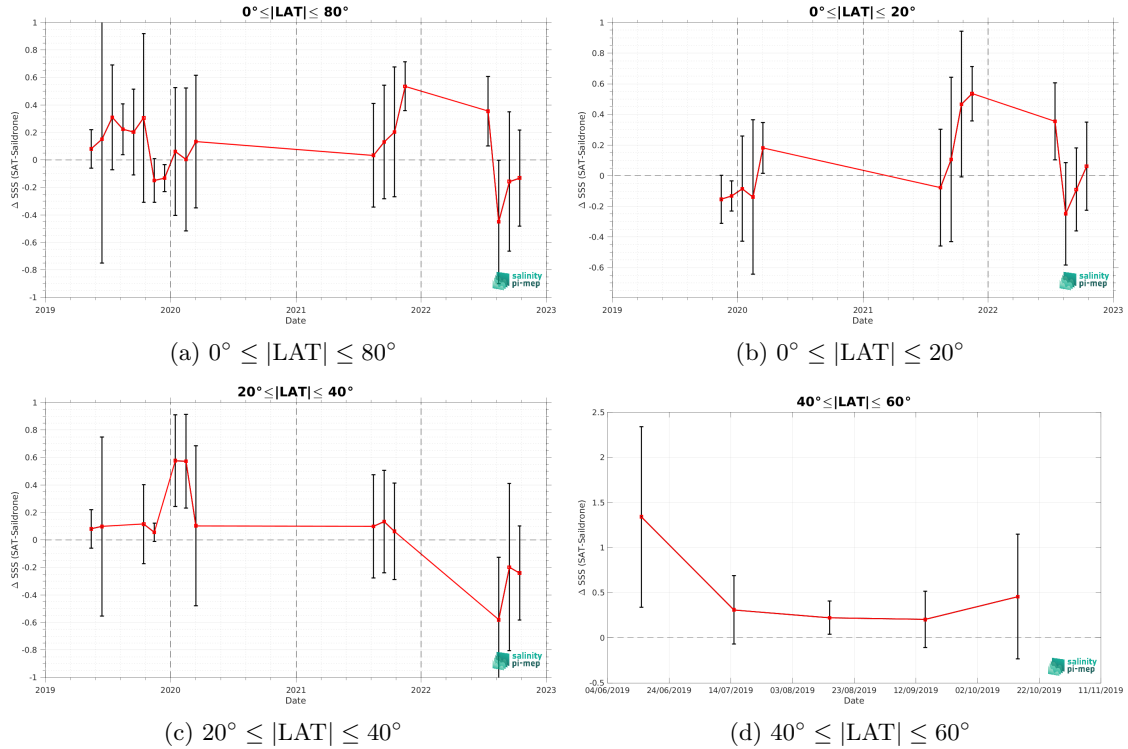 0°≤|LAT|≤ 80°
Δ SSS (SAT-Saildrone)
1
0.8
0.6
0.4
0.2
0
-0.2
-0.4
-0.6
-0.8
-1
2019
2020
2021
2022
2023
Date
salinity
pi-mep
(a) 0° ≤ |LAT| ≤ 80°
0°≤|LAT|≤ 20°
Δ SSS (SAT-Saildrone)
1
0.8
0.6
0.4
0.2
0
-0.2
-0.4
-0.6
2019
2020
2021
2022
2023
Date
salinity
pi-mep
(b) 0° ≤ |LAT| ≤ 20°
20°≤|LAT|≤ 40°
Δ SSS (SAT-Saildrone)
1
0.8
0.6
0.4
0.2
0
-0.2
-0.4
-0.6
-0.8
-1
2019
2020
2021
2022
2023
Date
salinity
pi-mep
(c) 20° ≤ |LAT| ≤ 40°
40°≤|LAT|≤ 60°
Δ SSS (SAT-Saildrone)
2.5
2
1.5
1
0.5
0
-0.5
04/06/2019
24/06/2019
14/07/2019
03/08/2019
23/08/2019
12/09/2019
02/10/2019
22/10/2019
11/11/2019
Date
salinity
pi-mep
(d) 40° ≤ |LAT| ≤ 60°